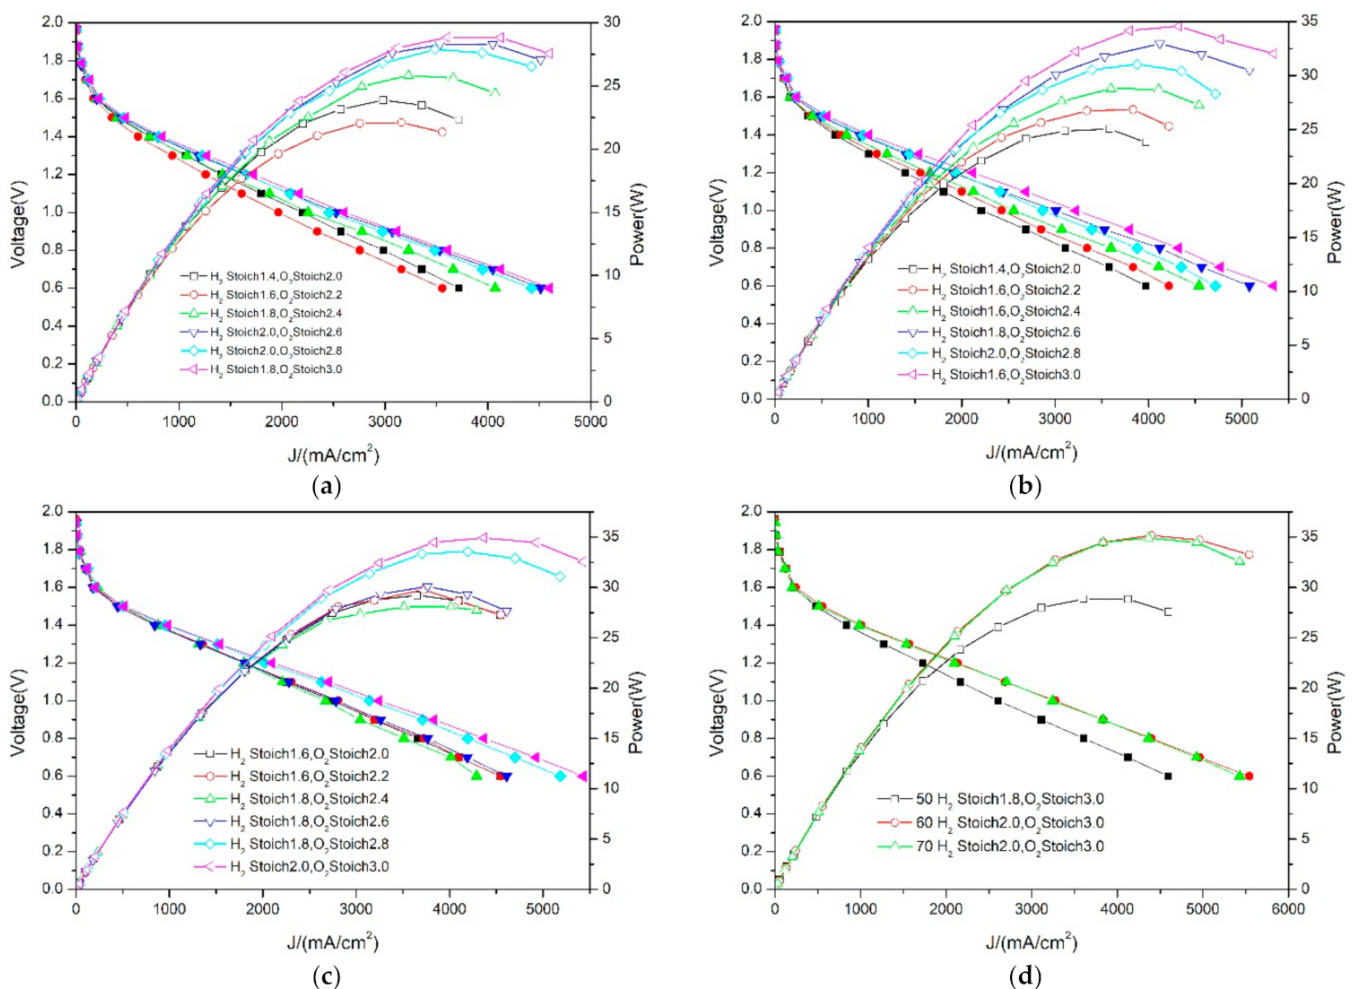 (a)
Voltage(V)
2.0
1.8
1.6
1.4
1.2
1.0
0.8
0.6
0.4
0.2
0.0
30
25
20
15
10
5
0
Power(W)
H2 Stoich1.4,O2Stoich2.0
H2 Stoich1.6,O2Stoich2.2
H2 Stoich1.8,O2Stoich2.4
H2 Stoich2.0,O2Stoich2.6
H2 Stoich2.0,O2Stoich2.8
H2 Stoich1.8,O2Stoich3.0
0 1000 2000 3000 4000 5000
J/(mA/cm2)
(b)
Voltage(V)
2.0
1.8
1.6
1.4
1.2
1.0
0.8
0.6
0.4
0.2
0.0
35
30
25
20
15
10
5
0
Power(W)
H2 Stoich1.4,O2Stoich2.0
H2 Stoich1.6,O2Stoich2.2
H2 Stoich1.6,O2Stoich2.4
H2 Stoich1.8,O2Stoich2.6
H2 Stoich2.0,O2Stoich2.8
H2 Stoich1.6,O2Stoich3.0
0 1000 2000 3000 4000 5000
J/(mA/cm2)
(c)
Voltage(V)
2.0
1.8
1.6
1.4
1.2
1.0
0.8
0.6
0.4
0.2
0.0
35
30
25
20
15
10
5
0
Power(W)
H2 Stoich1.6,O2Stoich2.0
H2 Stoich1.6,O2Stoich2.2
H2 Stoich1.8,O2Stoich2.4
H2 Stoich1.8,O2Stoich2.6
H2 Stoich1.8,O2Stoich2.8
H2 Stoich2.0,O2Stoich3.0
0 1000 2000 3000 4000 5000
J/(mA/cm2)
(d)
Voltage(V)
2.0
1.8
1.6
1.4
1.2
1.0
0.8
0.6
0.4
0.2
0.0
35
30
25
20
15
10
5
0
Power(W)
50 H2 Stoich1.8,O2Stoich3.0
60 H2 Stoich2.0,O2Stoich3.0
70 H2 Stoich2.0,O2Stoich3.0
0 1000 2000 3000 4000 5000 6000
J/(mA/cm2)